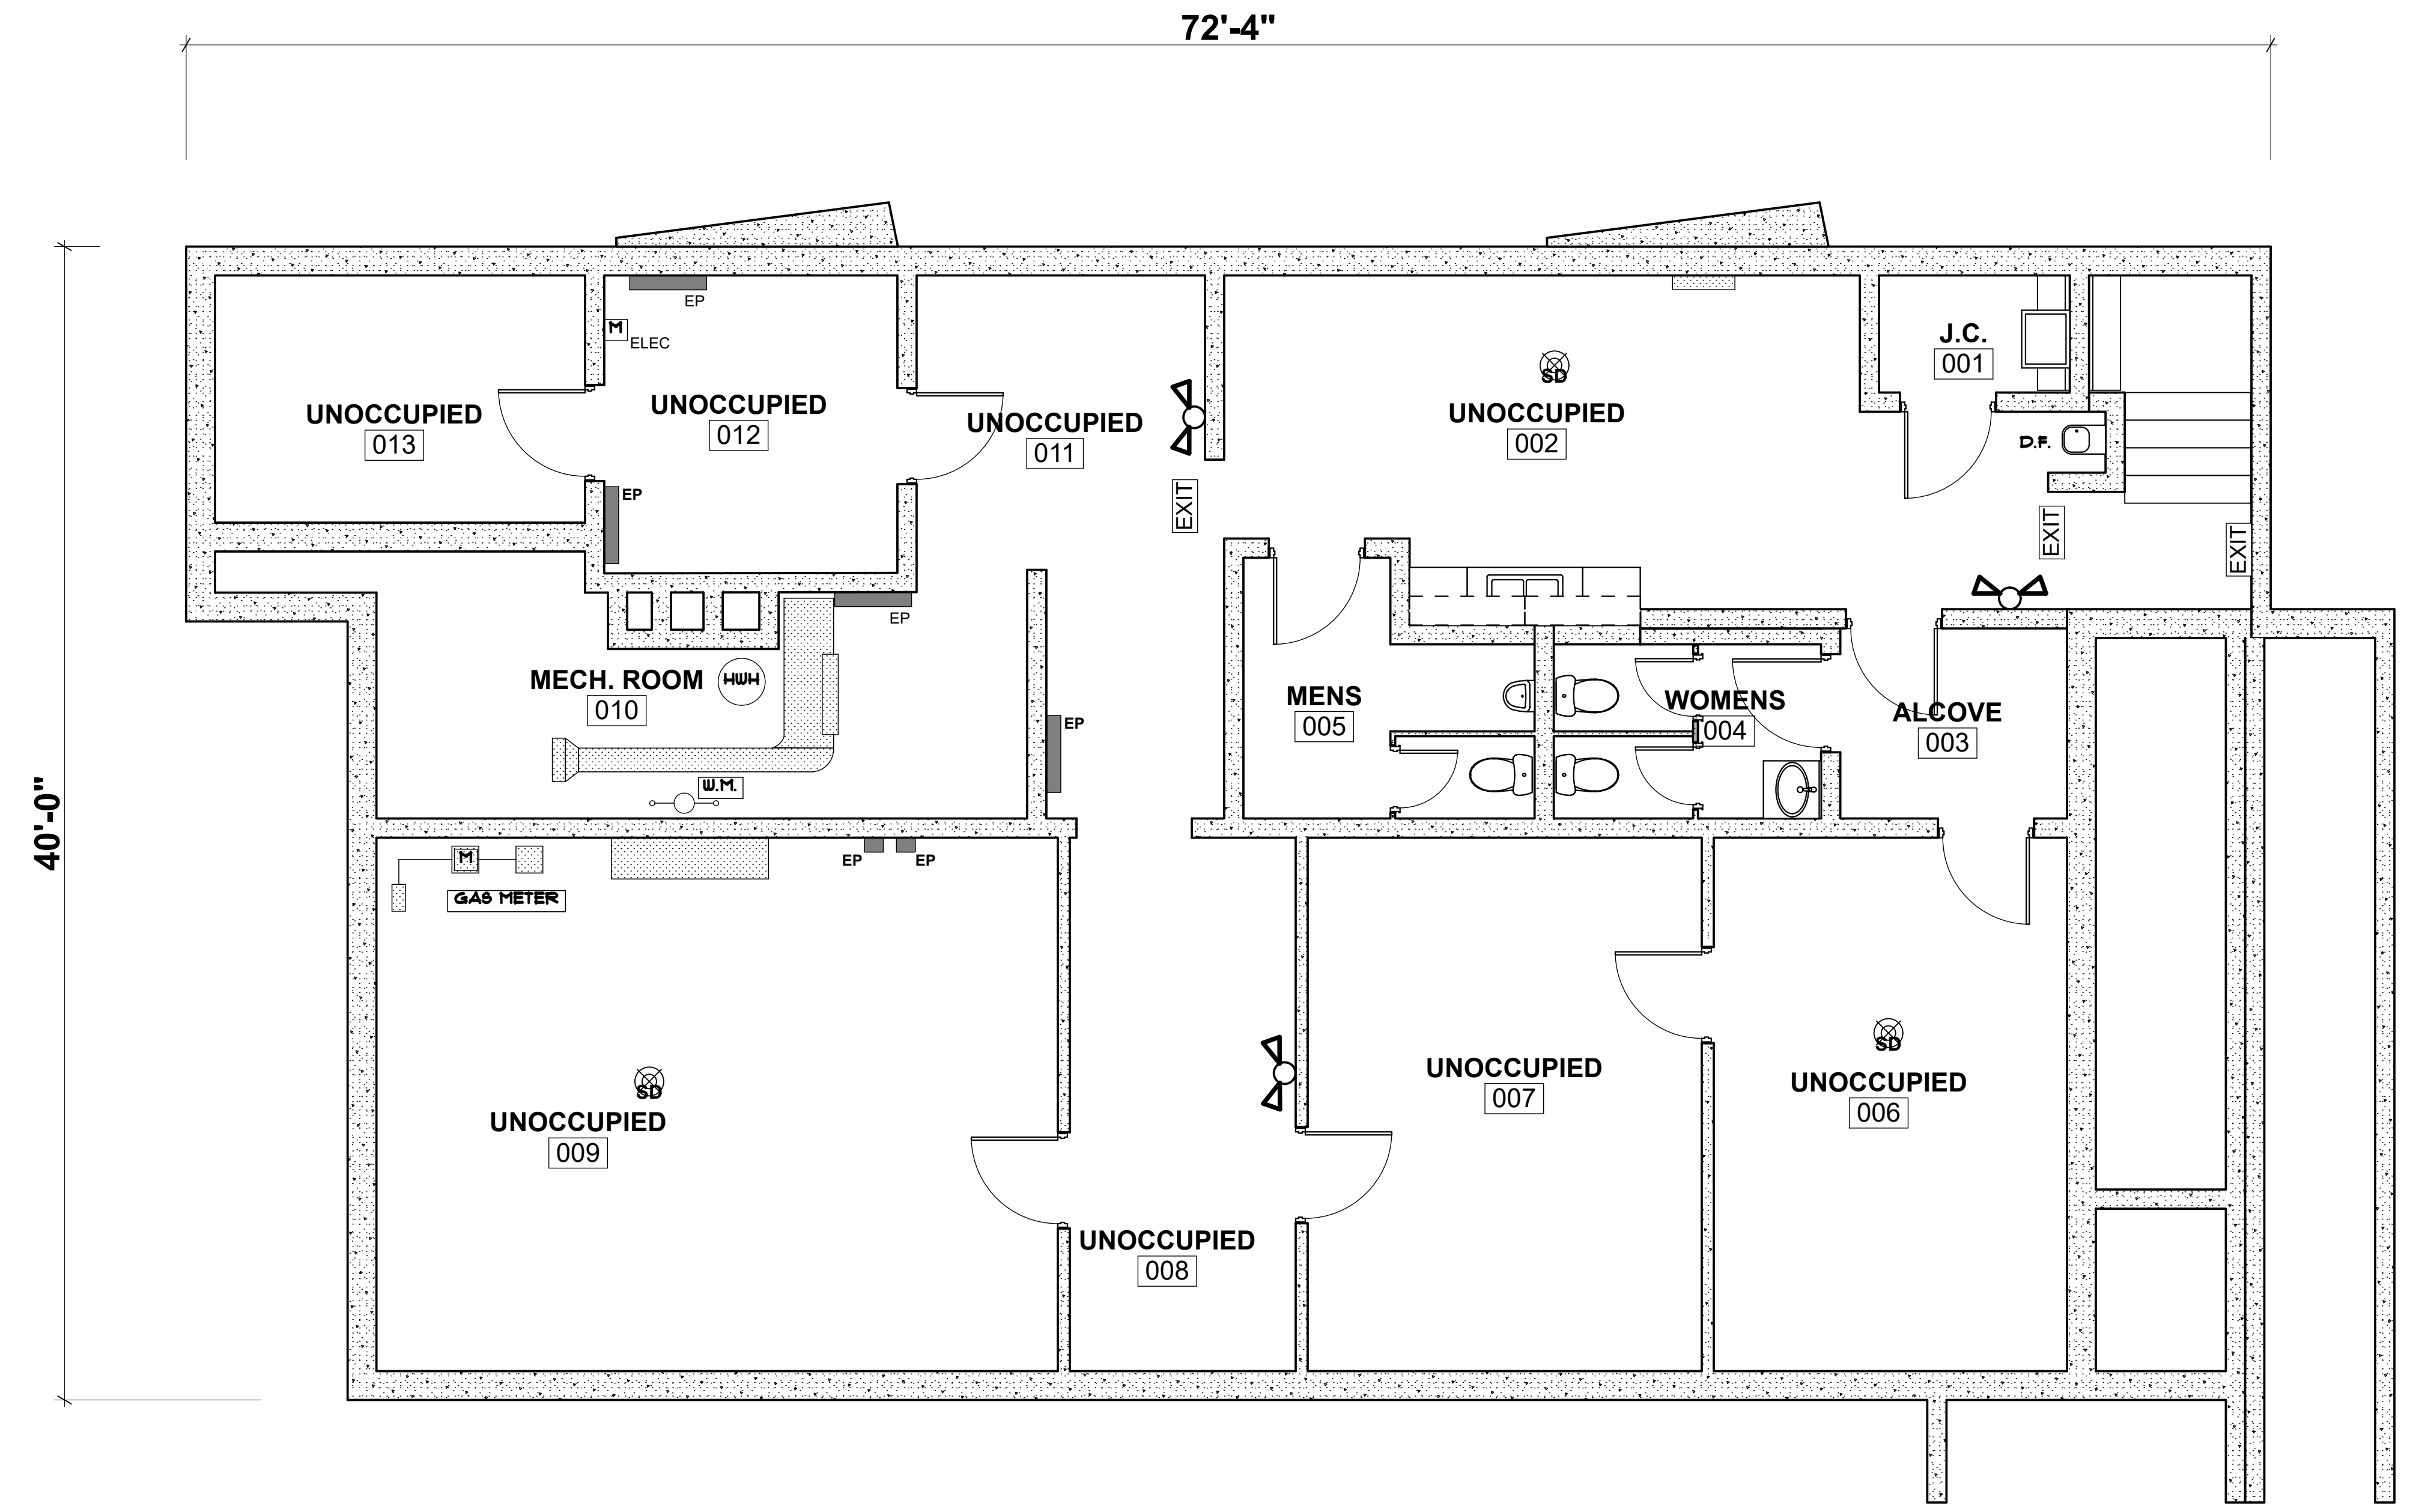 72'-4"
40'-0"
EP
M
ELEC
UNOCCUPIED
013
UNOCCUPIED
012
EP
UNOCCUPIED
011
EXIT
SD
UNOCCUPIED
002
J.C.
001
D.F.
EXIT
EXIT
EP
MECH. ROOM
010
HWH
W.M.
EP
MENS
005
WOMENS
004
ALCOVE
003
M
GAS METER
EP
EP
SD
UNOCCUPIED
009
UNOCCUPIED
008
UNOCCUPIED
007
SD
UNOCCUPIED
006